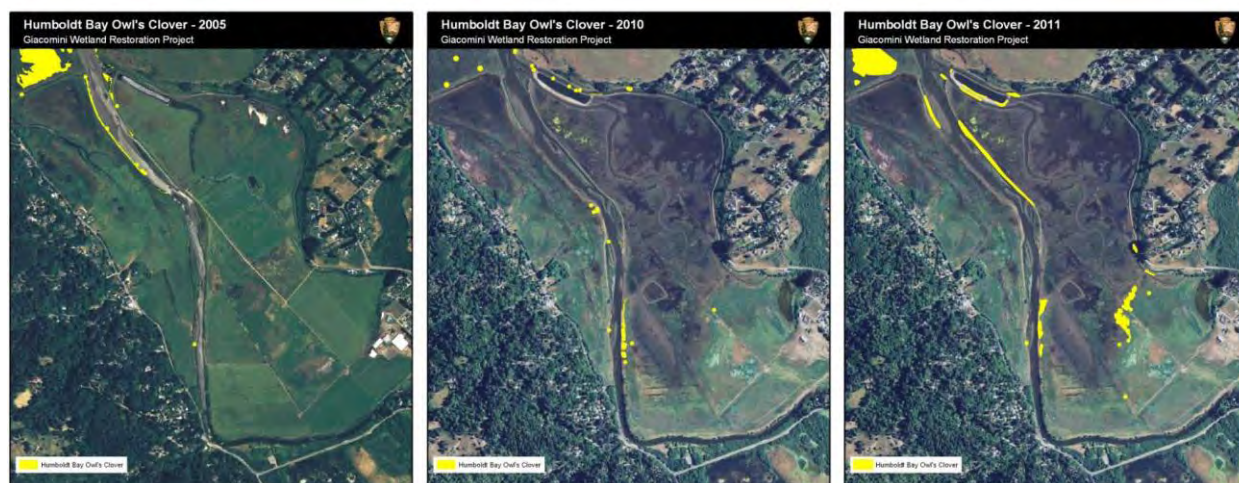 Humboldt Bay Owl's Clover - 2005
Giacomini Wetland Restoration Project
Humboldt Bay Owl's Clover
Humboldt Bay Owl's Clover - 2010
Giacomini Wetland Restoration Project
Humboldt Bay Owl's Clover
Humboldt Bay Owl's Clover - 2011
Giacomini Wetland Restoration Project
Humboldt Bay Owl's Clover